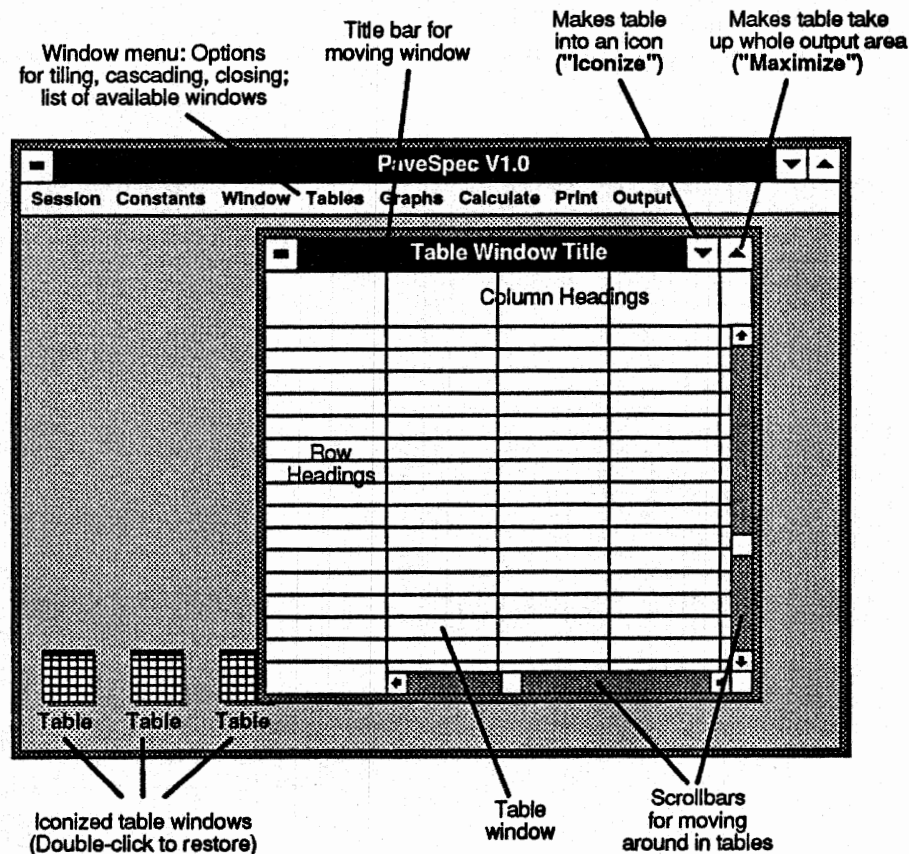 Window menu: Options
for tiling, cascading, closing;
list of available windows
Title bar for
moving window
Makes table
into an icon
("Iconize")
Makes table take
up whole output area
("Maximize")
PaveSpec V1.0
Session Constants Window Tables Graphs Calculate Print Output
Table Window Title
Column Headings
Row
Headings
Table Table Table
Iconized table windows
(Double-click to restore)
Table
window
Scrollbars
for moving
around in tables